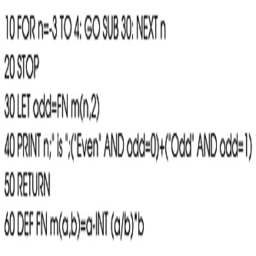 10 FOR n=-3 TO 4: GO SUB 30: NEXT n
20 STOP
30 LET odd=FN m(n,2)
40 PRINT n;" is ";("Even" AND odd=0)+("Odd" AND odd=1)
50 RETURN
60 DEF FN m(a,b)=a-INT (a/b)*b